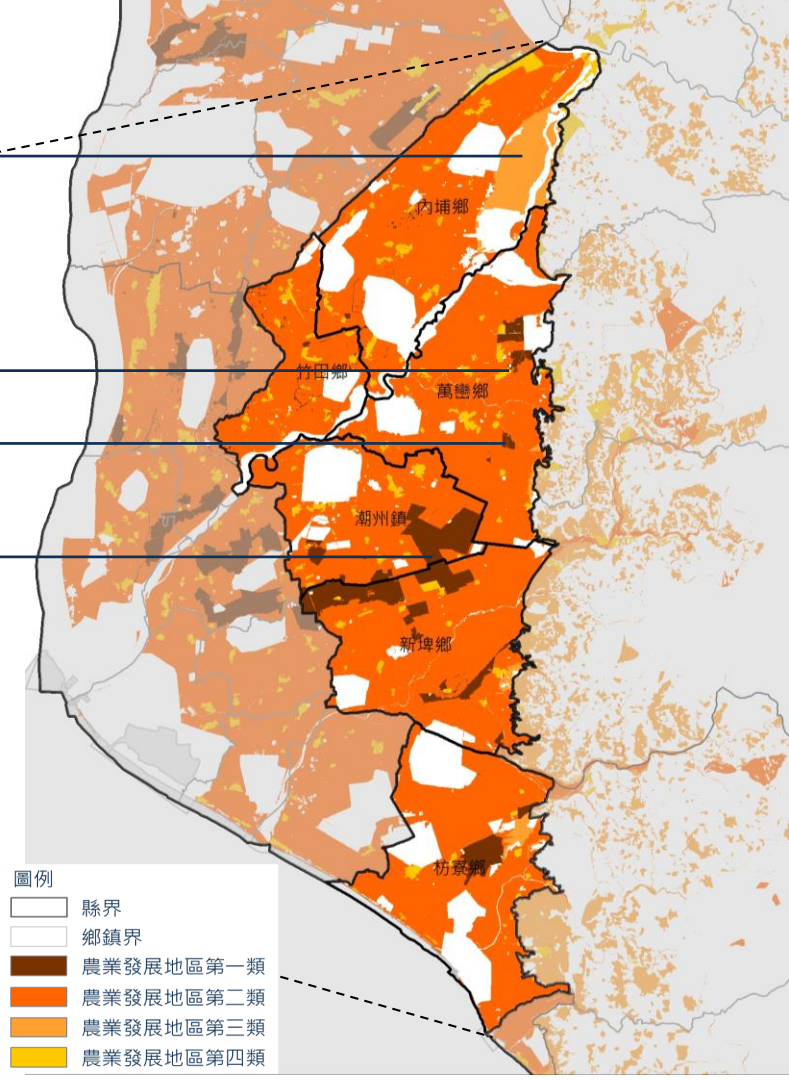 內埔鄉
竹田鄉
萬巒鄉
潮州鎮
新埤鄉
枋寮鄉
圖例
縣界
鄉鎮界
農業發展地區第一類
農業發展地區第二類
農業發展地區第三類
農業發展地區第四類